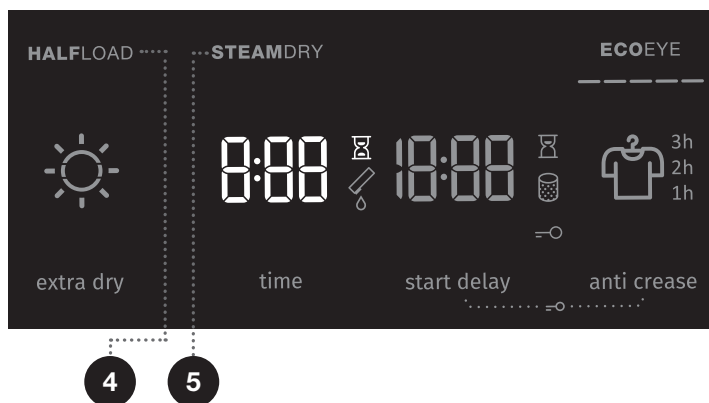 HALFLOAD STEAMDRY ECOEYE
8:88 18:88 3h
2h
1h
extra dry time start delay anti crease
4 5